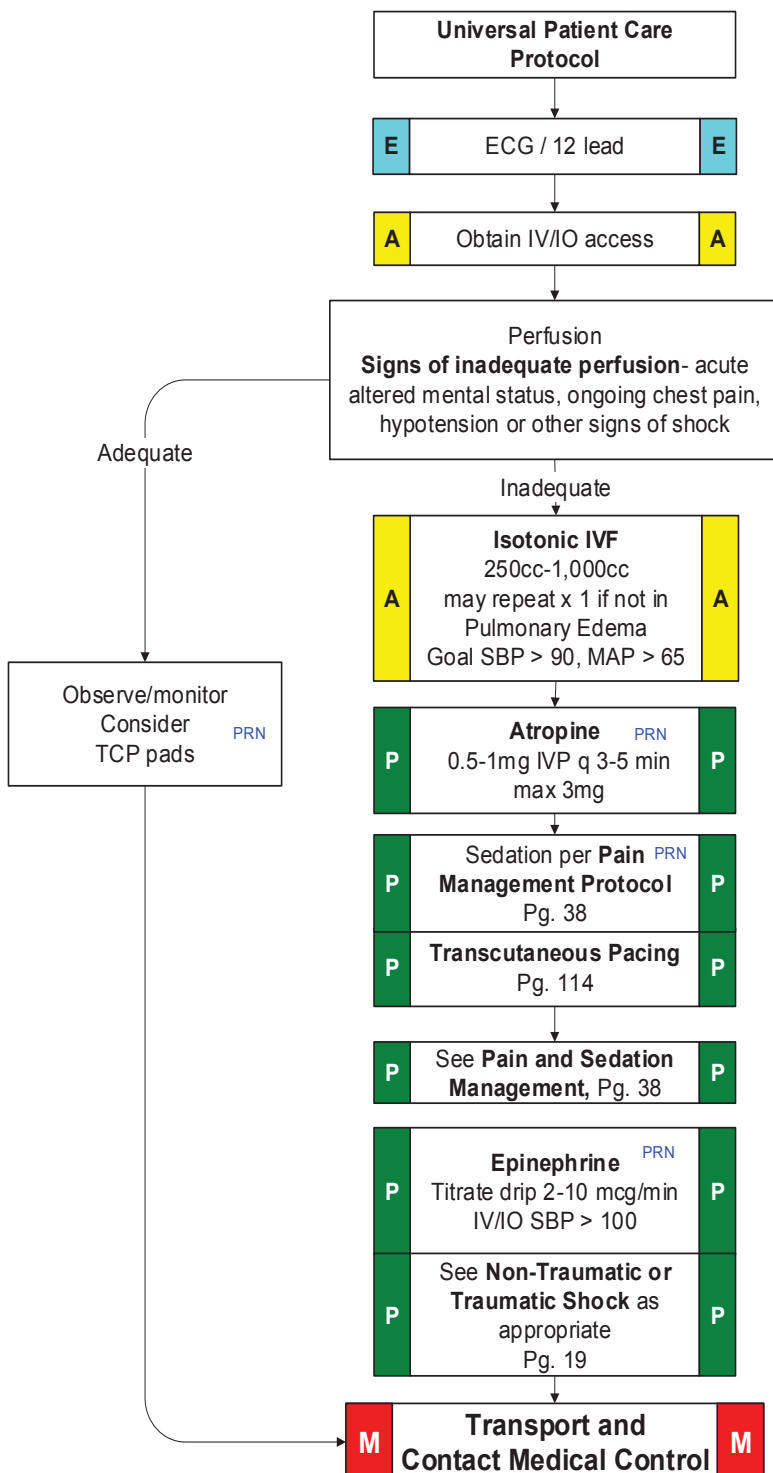 Universal Patient Care
Protocol
E ECG / 12 lead E
A Obtain IV/IO access A
Perfusion
Signs of inadequate perfusion- acute
altered mental status, ongoing chest pain,
hypotension or other signs of shock
Adequate
Inadequate
Isotonic IVF
250cc-1,000cc
A may repeat x 1 if not in A
Pulmonary Edema
Goal SBP > 90, MAP > 65
Observe/monitor
Consider
TCP pads
PRN
Atropine PRN
P 0.5-1mg IVP q 3-5 min P
max 3mg
Sedation per Pain PRN
P Management Protocol P
Pg. 38
P Transcutaneous Pacing P
Pg. 114
P See Pain and Sedation P
Management, Pg. 38
Epinephrine PRN
P Titrate drip 2-10 mcg/min P
IV/IO SBP > 100
See Non-Traumatic or
P Traumatic Shock as P
appropriate
Pg. 19
M Transport and M
Contact Medical Control